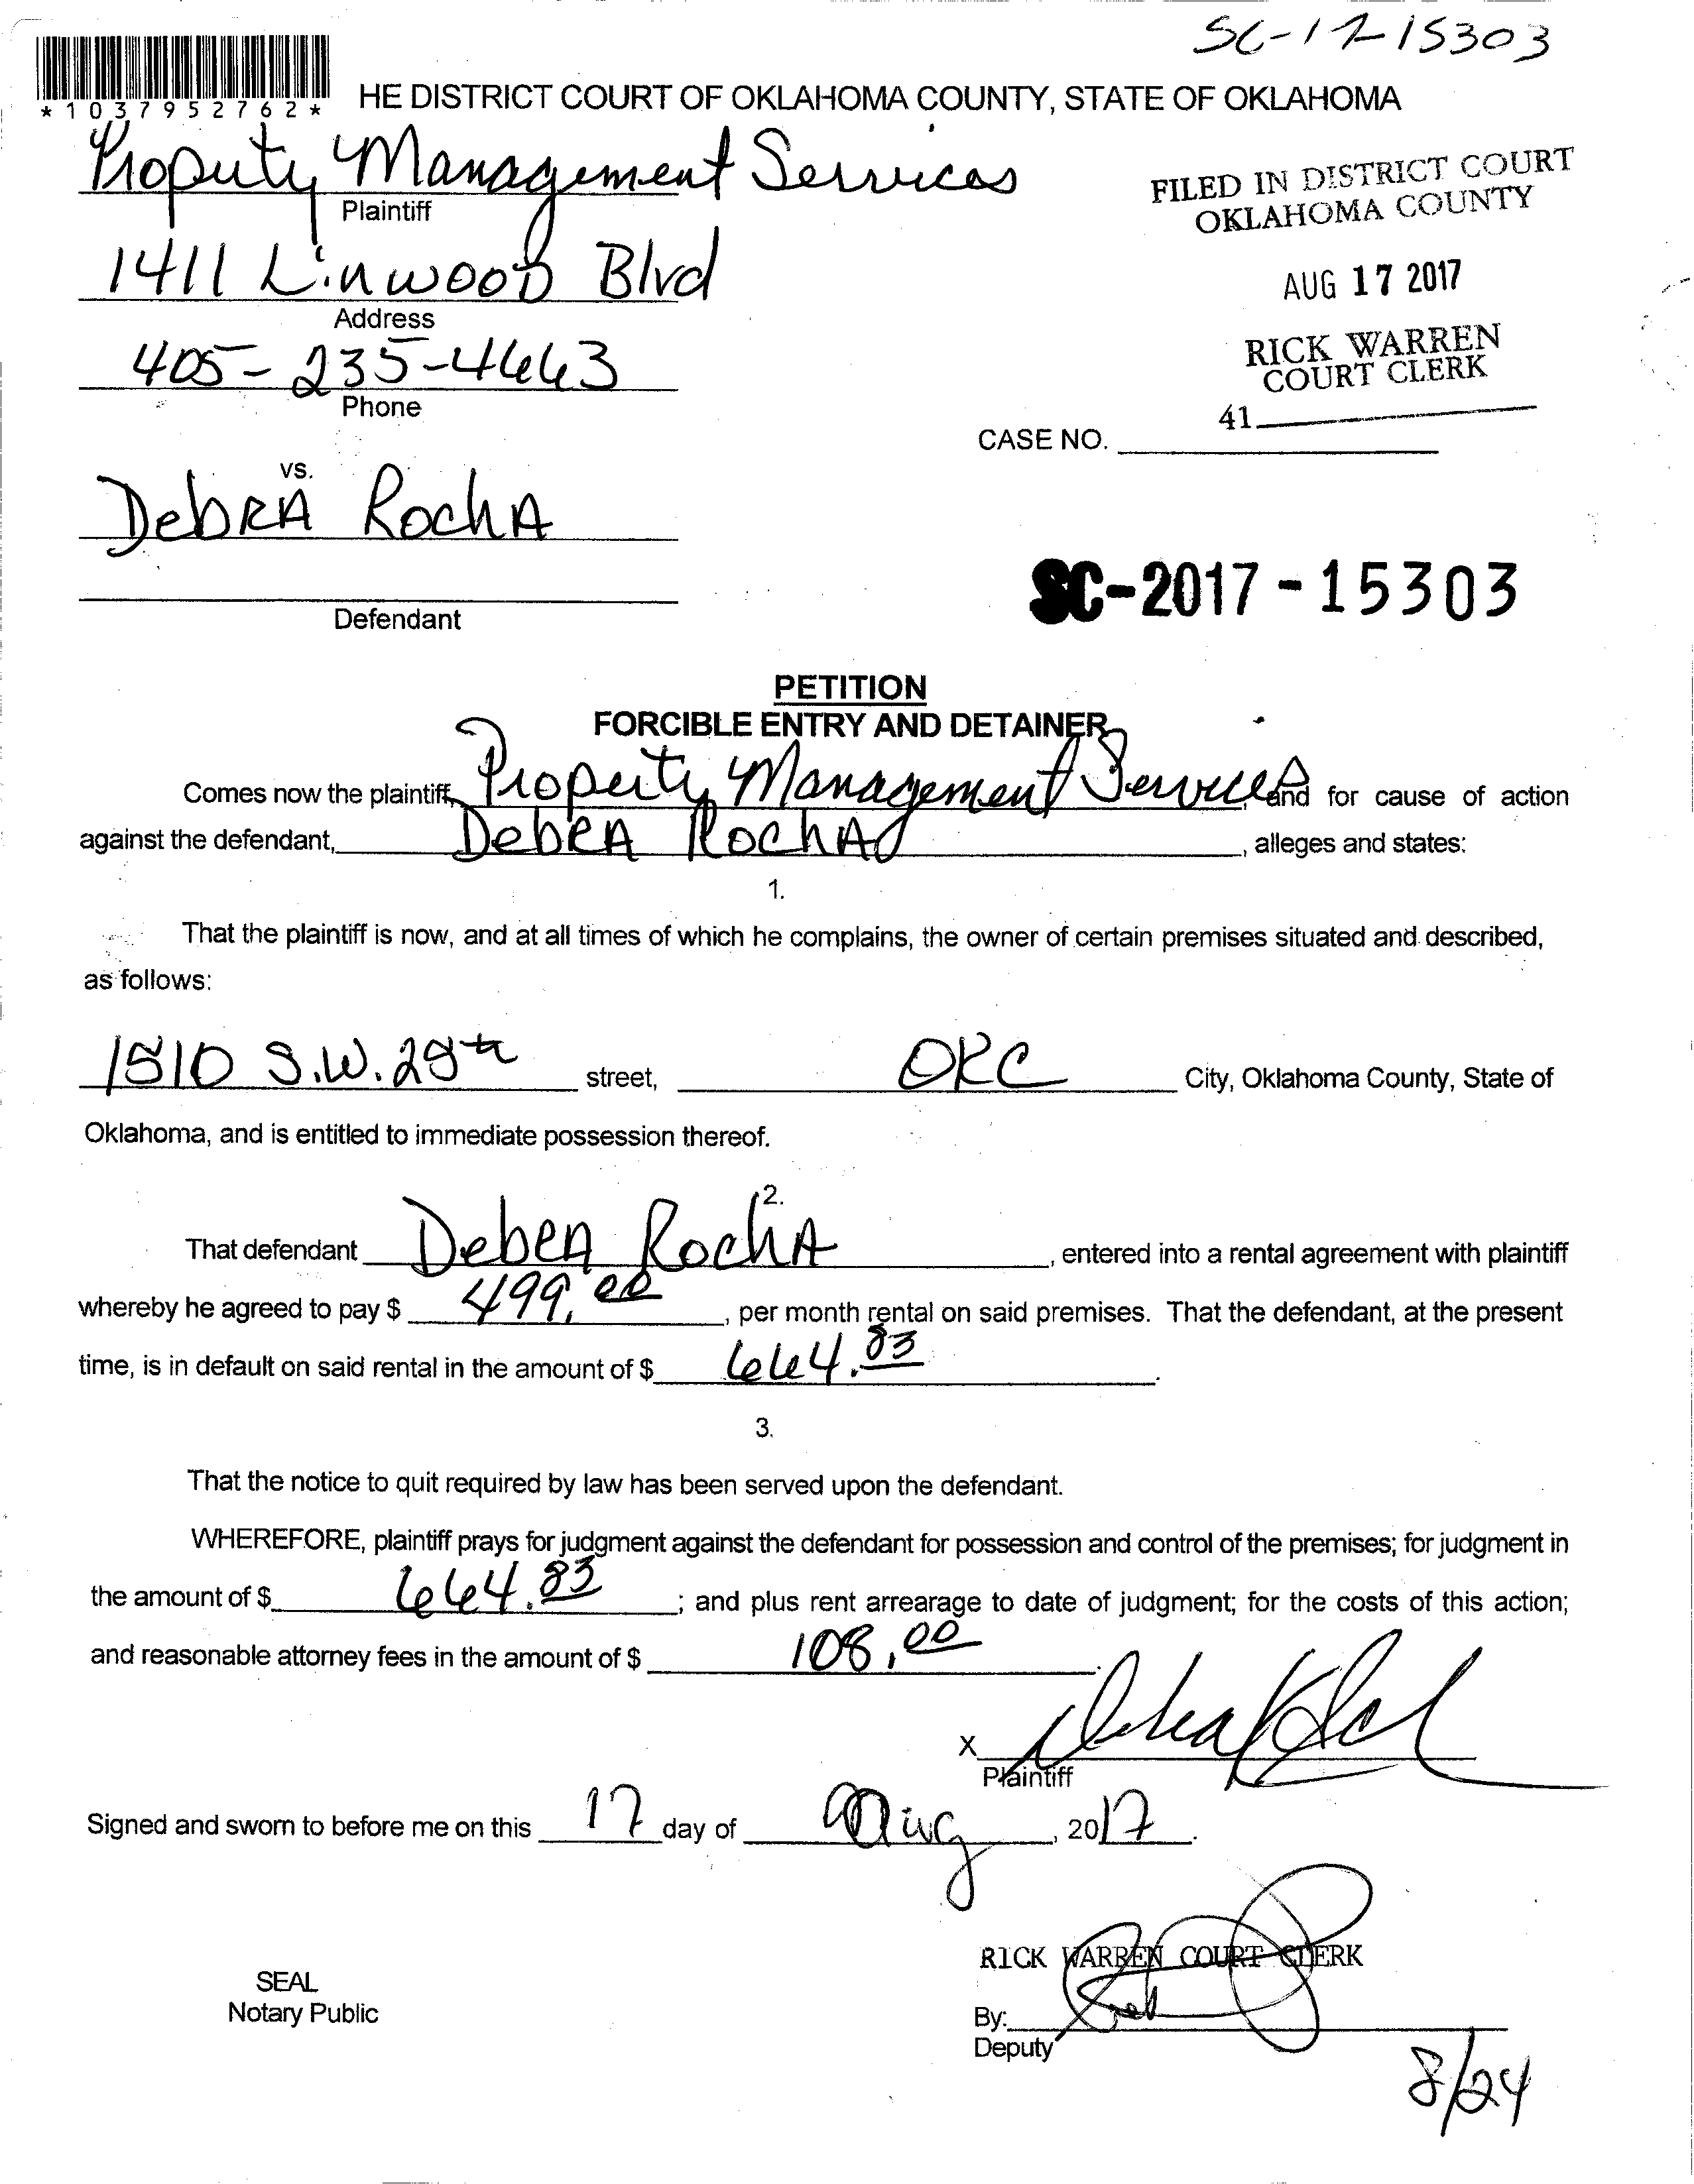 SC-17-15303
*1037952762*
HE DISTRICT COURT OF OKLAHOMA COUNTY, STATE OF OKLAHOMA
Property Management Services
Plaintiff
FILED IN DISTRICT COURT
OKLAHOMA COUNTY
1411 Linwood Blvd
Address
AUG 17 2017
405-235-4663
Phone
RICK WARREN
COURT CLERK
41
CASE NO.
vs.
Debra Rocha
Defendant
SC-2017-15303
PETITION
FORCIBLE ENTRY AND DETAINER
Comes now the plaintiff, Property Management Services, and for cause of action
against the defendant, Debra Rocha, alleges and states:
1.
That the plaintiff is now, and at all times of which he complains, the owner of certain premises situated and described,
as follows:
1510 S.W. 29th street, OKC City, Oklahoma County, State of
Oklahoma, and is entitled to immediate possession thereof.
2.
That defendant Debra Rocha, entered into a rental agreement with plaintiff
whereby he agreed to pay $ 499.00, per month rental on said premises. That the defendant, at the present
time, is in default on said rental in the amount of $ 664.83.
3.
That the notice to quit required by law has been served upon the defendant.
WHEREFORE, plaintiff prays for judgment against the defendant for possession and control of the premises; for judgment in
the amount of $ 664.83; and plus rent arrearage to date of judgment; for the costs of this action;
and reasonable attorney fees in the amount of $ 108.00.
X
Plaintiff
Signed and sworn to before me on this 17 day of Aug, 2017.
RICK WARREN COURT CLERK
SEAL
Notary Public
By:
Deputy
8/24